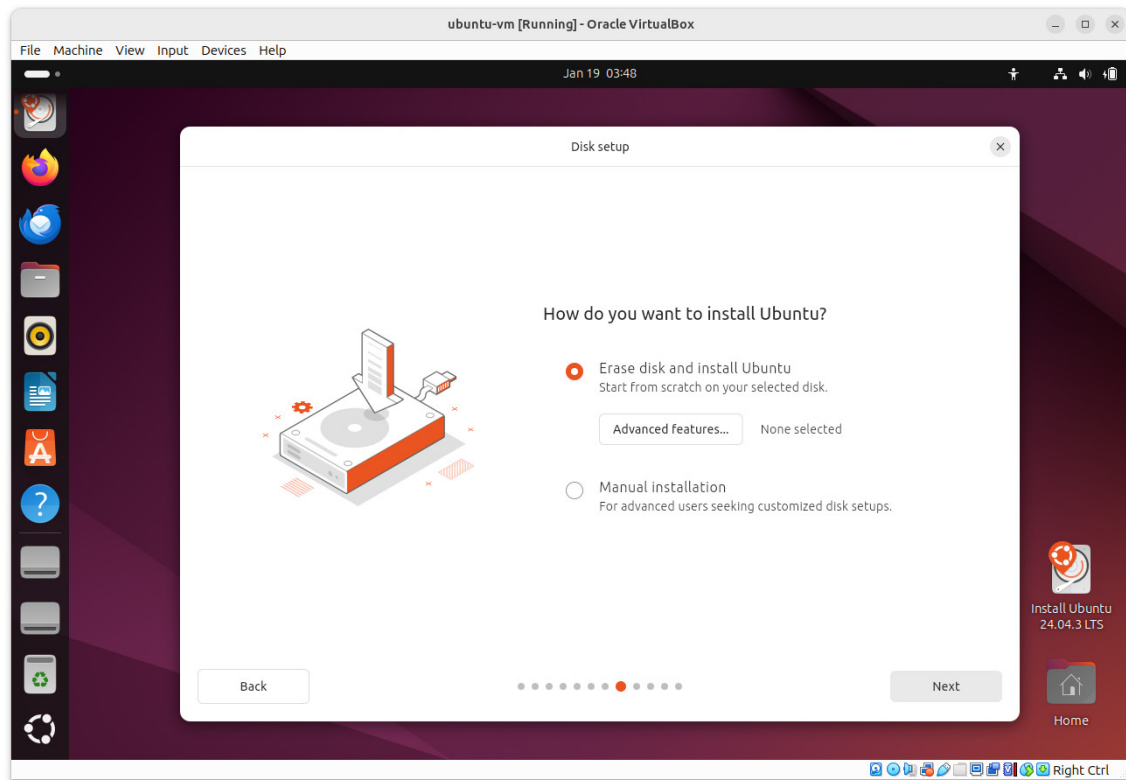 ubuntu-vm [Running] - Oracle VirtualBox
File Machine View Input Devices Help
Jan 19 03:48
Disk setup
How do you want to install Ubuntu?
Erase disk and install Ubuntu
Start from scratch on your selected disk.
Advanced features... None selected
Manual installation
For advanced users seeking customized disk setups.
Install Ubuntu
24.04.3 LTS
Back
Next
Home
Right Ctrl